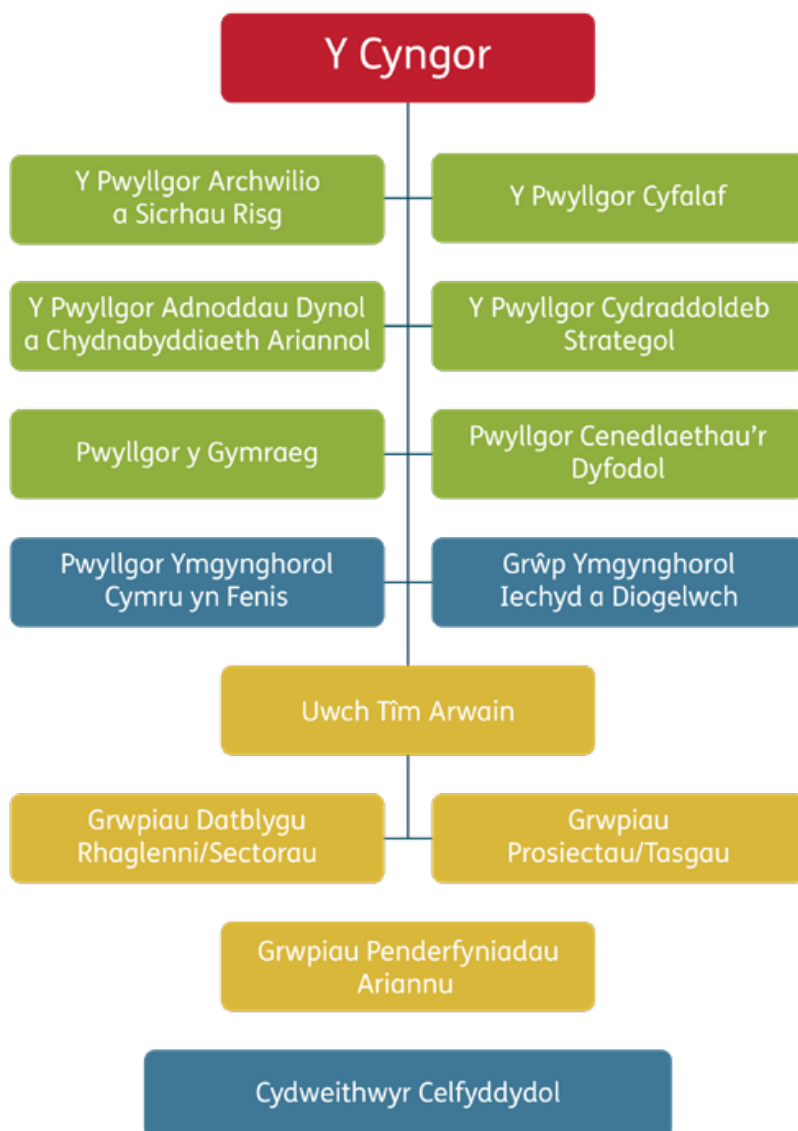 Y Cyngor
Y Pwyllgor Archwilio
a Sicrhau Risg
Y Pwyllgor Cyfalaf
Y Pwyllgor Adnoddau Dynol
a Chydnabyddiaeth Ariannol
Y Pwyllgor Cydraddoldeb
Strategol
Pwyllgor y Gymraeg
Pwyllgor Cenedlaethau'r
Dyfodol
Pwyllgor Ymgynghorol
Cymru yn Fenis
Grŵp Ymgynghorol
Iechyd a Diogelwch
Uwch Tîm Arwain
Grwpiau Datblygu
Rhaglenni/Sectorau
Grwpiau
Prosiectau/Tasgau
Grwpiau Penderfyniadau
Ariannu
Cydweithwyr Celfyddydol